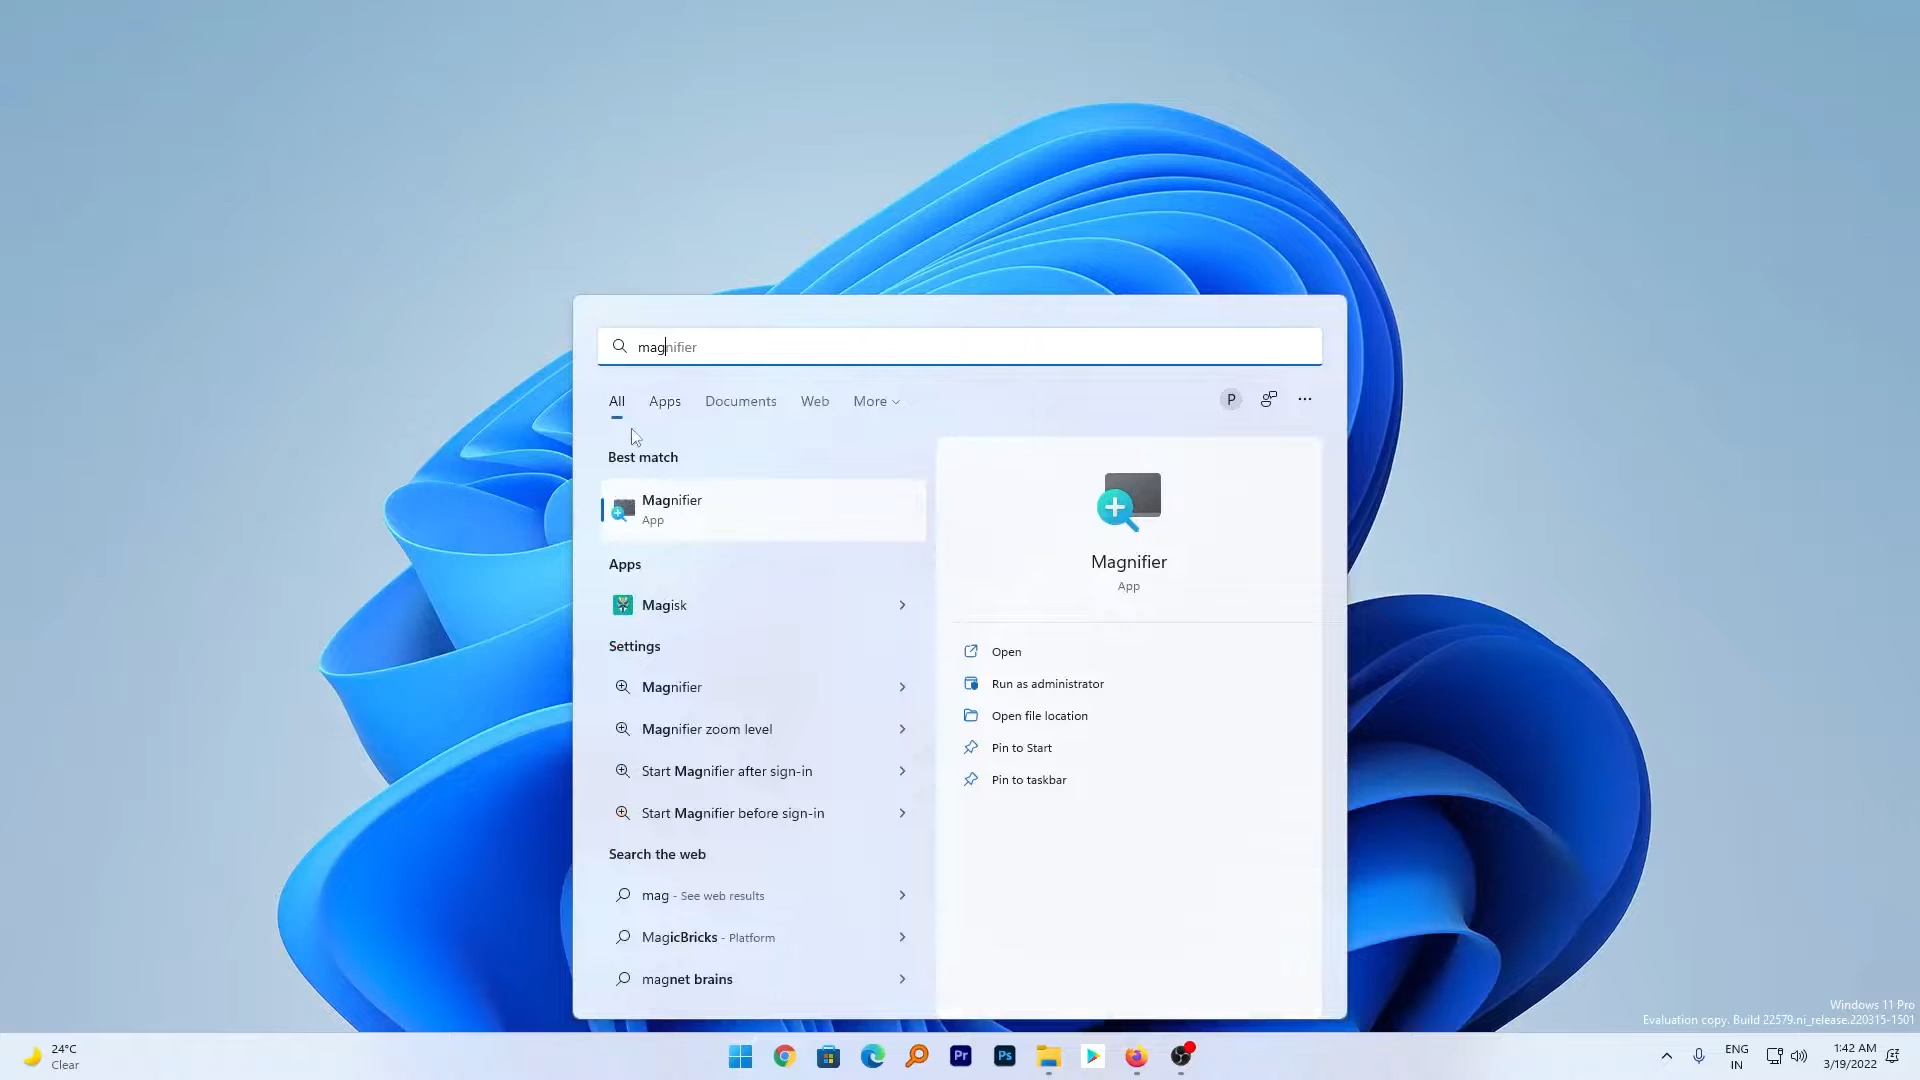 magnifier
All Apps Documents Web More
P
Best match
Magnifier
App
Apps
Magisk
Settings
Magnifier
Magnifier zoom level
Start Magnifier after sign-in
Start Magnifier before sign-in
Search the web
mag - See web results
MagicBricks - Platform
magnet brains
Magnifier
App
Open
Run as administrator
Open file location
Pin to Start
Pin to taskbar
Windows 11 Pro
Evaluation copy. Build 22579.ni_release.220315-1501
24°C
Clear
Pr
Ps
ENG
IN
1:42 AM
3/19/2022